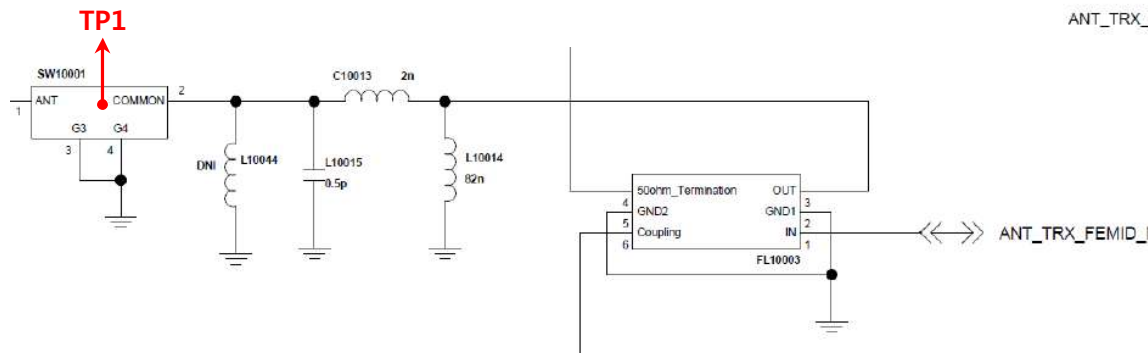 TP1
ANT_TRX_
SW10001
C10013 2n
ANT COMMON 2
1
G3 G4
3 4
DNI L10044
L10015
0.5p
L10014
82n
50ohm_Termination OUT
4 GND2 GND1 3
5 Coupling IN 2
6 1
FL10003
ANT_TRX_FEMID_